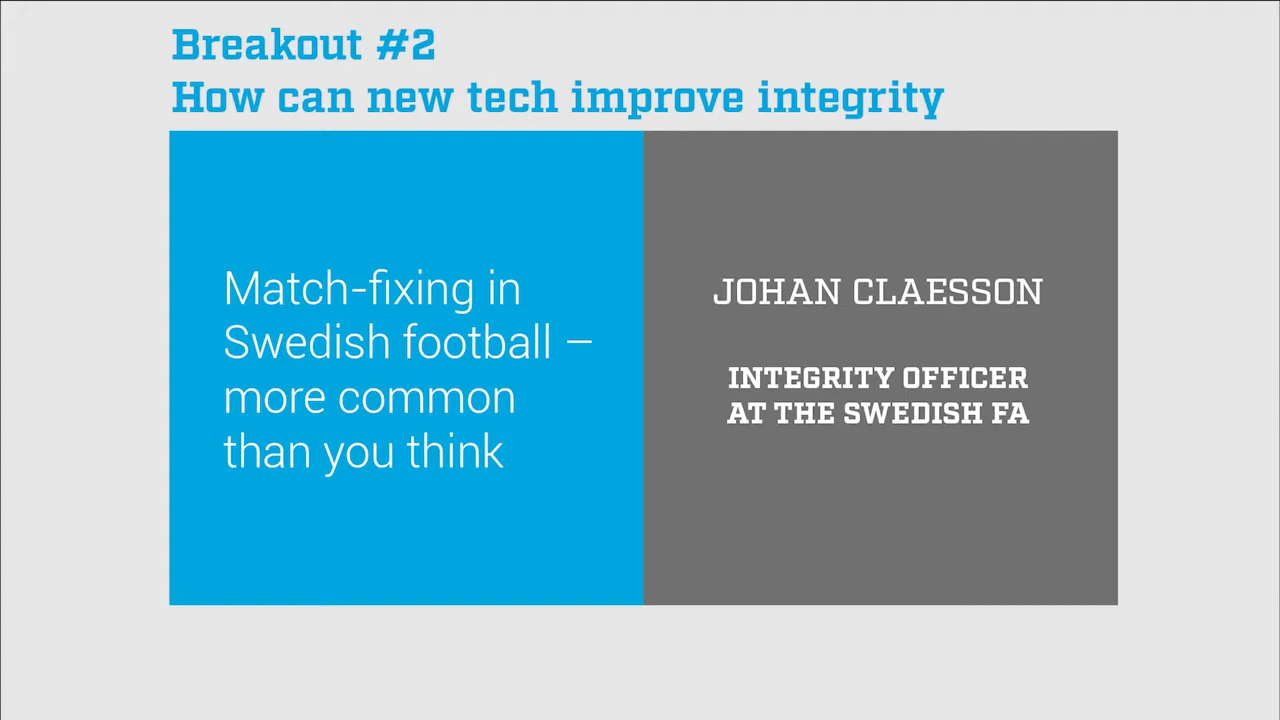 Breakout #2
How can new tech improve integrity
Match-fixing in
Swedish football –
more common
than you think
JOHAN CLAESSON
INTEGRITY OFFICER
AT THE SWEDISH FA